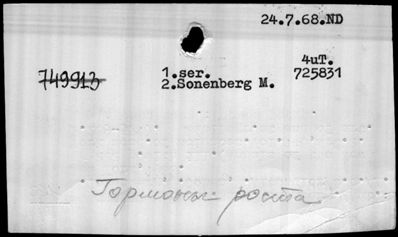 24.7.68.ND
4uT.
749913 1.ser. 725831
2.Sonenberg M.
Гормоны роста